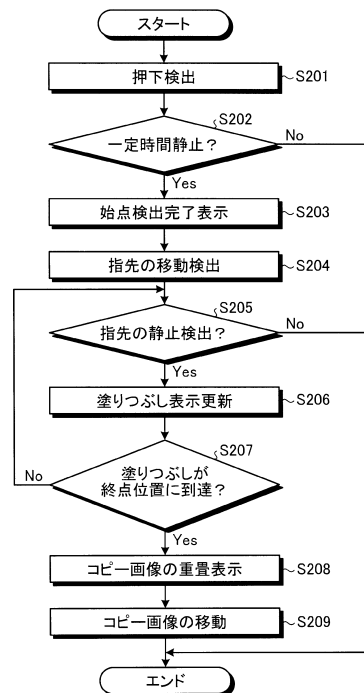 スタート
押下検出
S201
S202
一定時間静止？
No
Yes
始点検出完了表示
S203
指先の移動検出
S204
S205
指先の静止検出？
No
Yes
塗りつぶし表示更新
S206
S207
塗りつぶしが
終点位置に到達？
No
Yes
コピー画像の重畳表示
S208
コピー画像の移動
S209
エンド